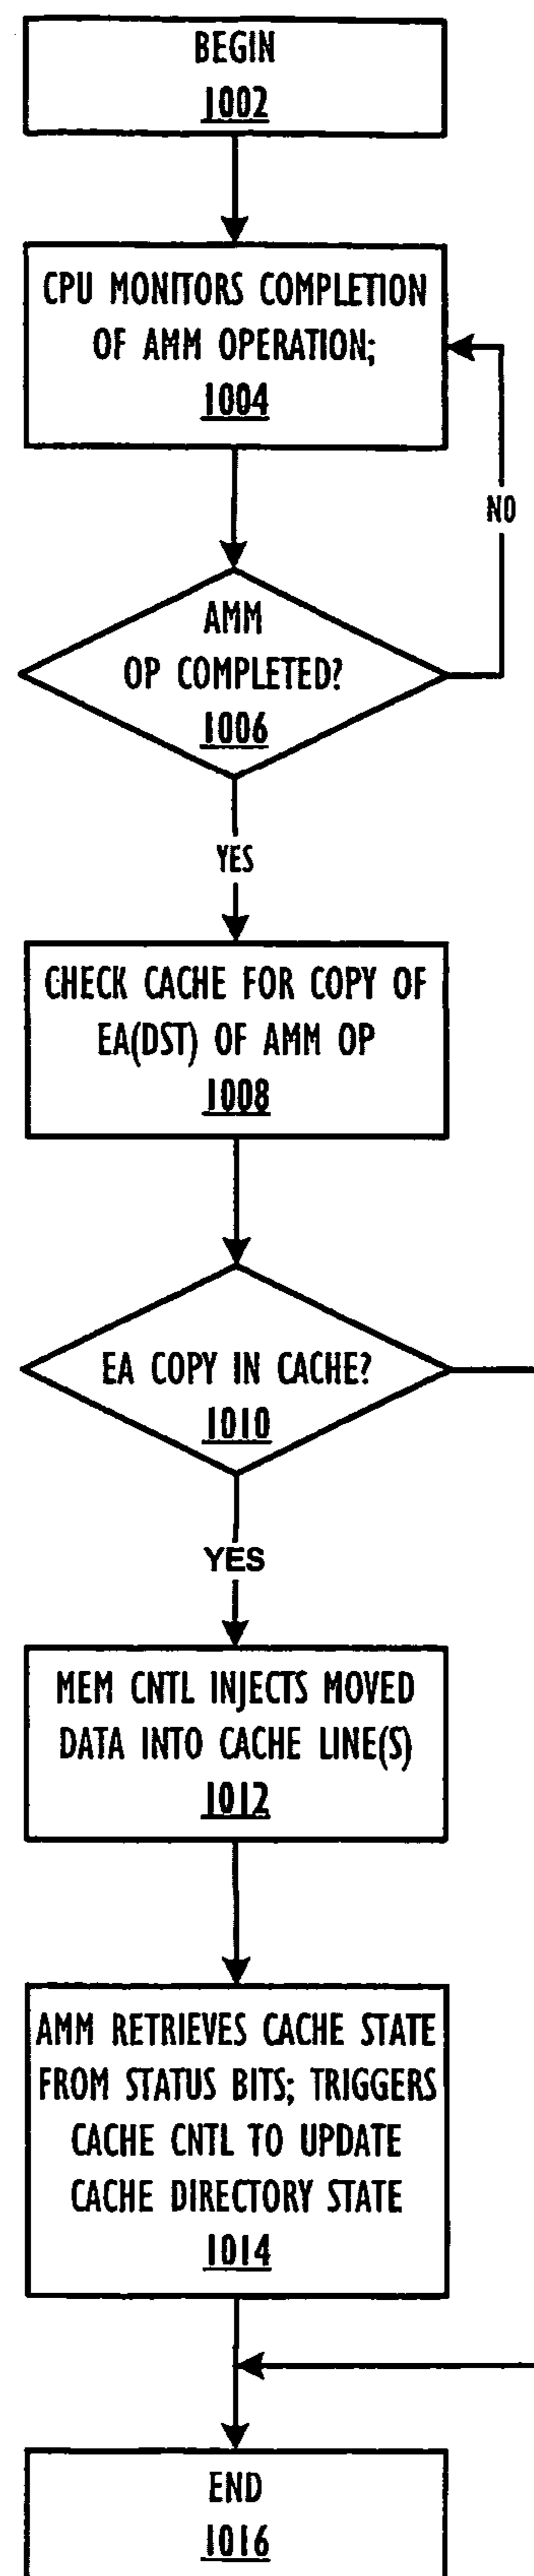 BEGIN
1002
CPU MONITORS COMPLETION
OF AMM OPERATION;
1004
NO
AMM
OP COMPLETED?
1006
YES
CHECK CACHE FOR COPY OF
EA(DST) OF AMM OP
1008
EA COPY IN CACHE?
1010
YES
MEM CNTL INJECTS MOVED
DATA INTO CACHE LINE(S)
1012
AMM RETRIEVES CACHE STATE
FROM STATUS BITS; TRIGGERS
CACHE CNTL TO UPDATE
CACHE DIRECTORY STATE
1014
END
1016